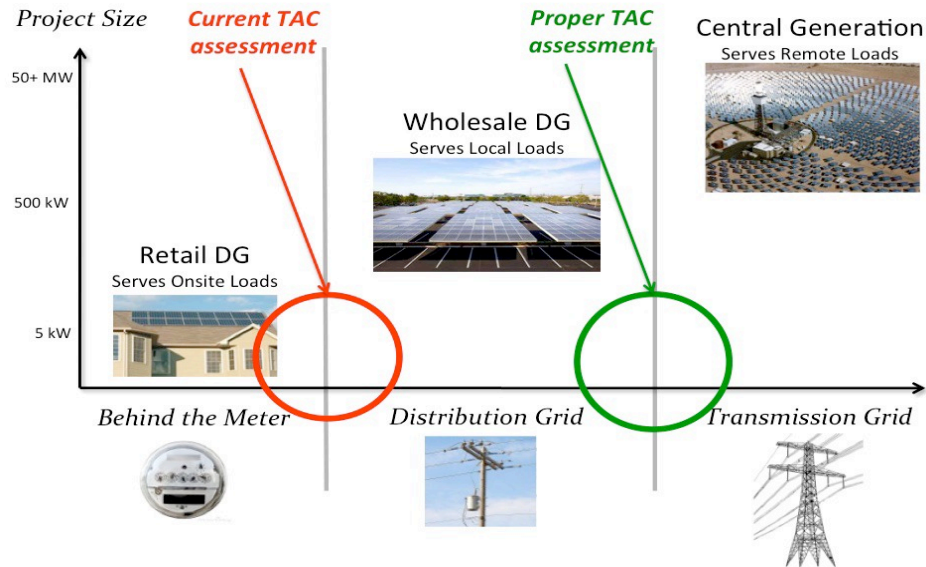 Project Size
Current TAC
assessment
Proper TAC
assessment
Central Generation
Serves Remote Loads
50+ MW
Wholesale DG
Serves Local Loads
500 kW
Retail DG
Serves Onsite Loads
5 kW
Behind the Meter
Distribution Grid
Transmission Grid